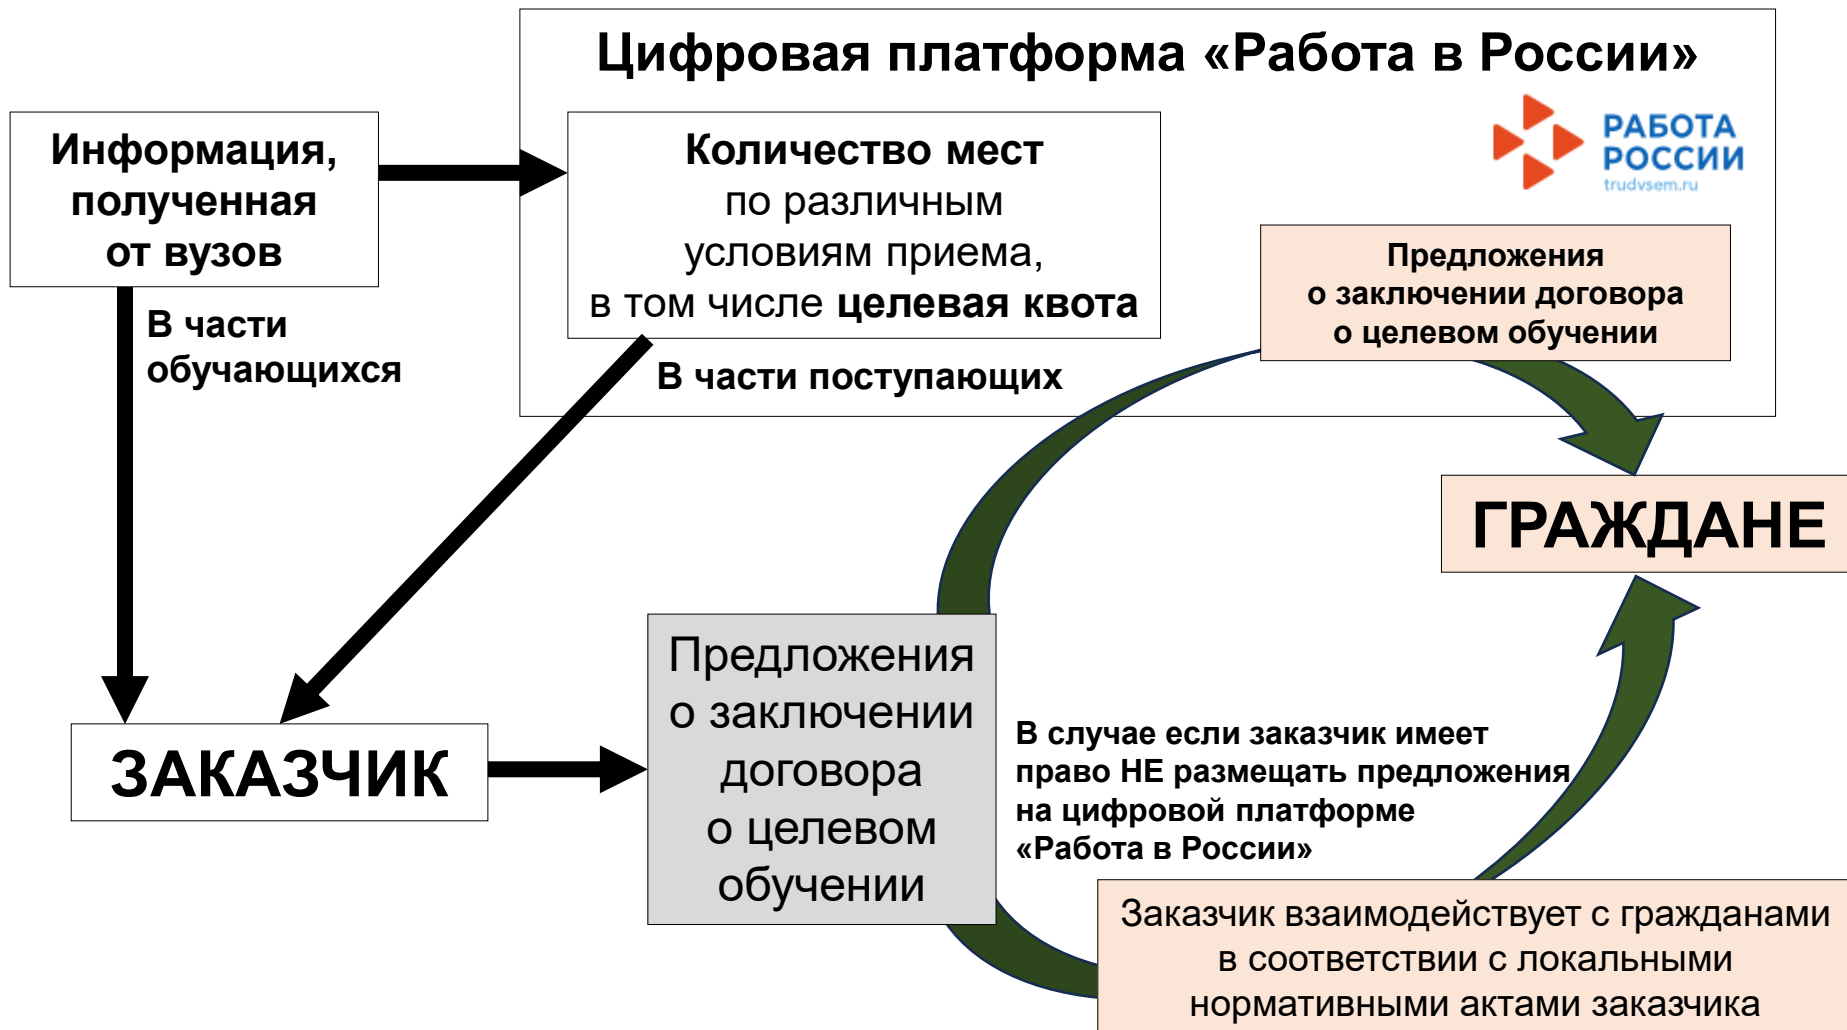 Цифровая платформа «Работа в России»
РАБОТА
РОССИИ
trudvsem.ru
Информация,
полученная
от вузов
Количество мест
по различным
условиям приема,
в том числе целевая квота
Предложения
о заключении договора
о целевом обучении
В части
обучающихся
В части поступающих
ГРАЖДАНЕ
ЗАКАЗЧИК
Предложения
о заключении
договора
о целевом
обучении
В случае если заказчик имеет
право НЕ размещать предложения
на цифровой платформе
«Работа в России»
Заказчик взаимодействует с гражданами
в соответствии с локальными
нормативными актами заказчика